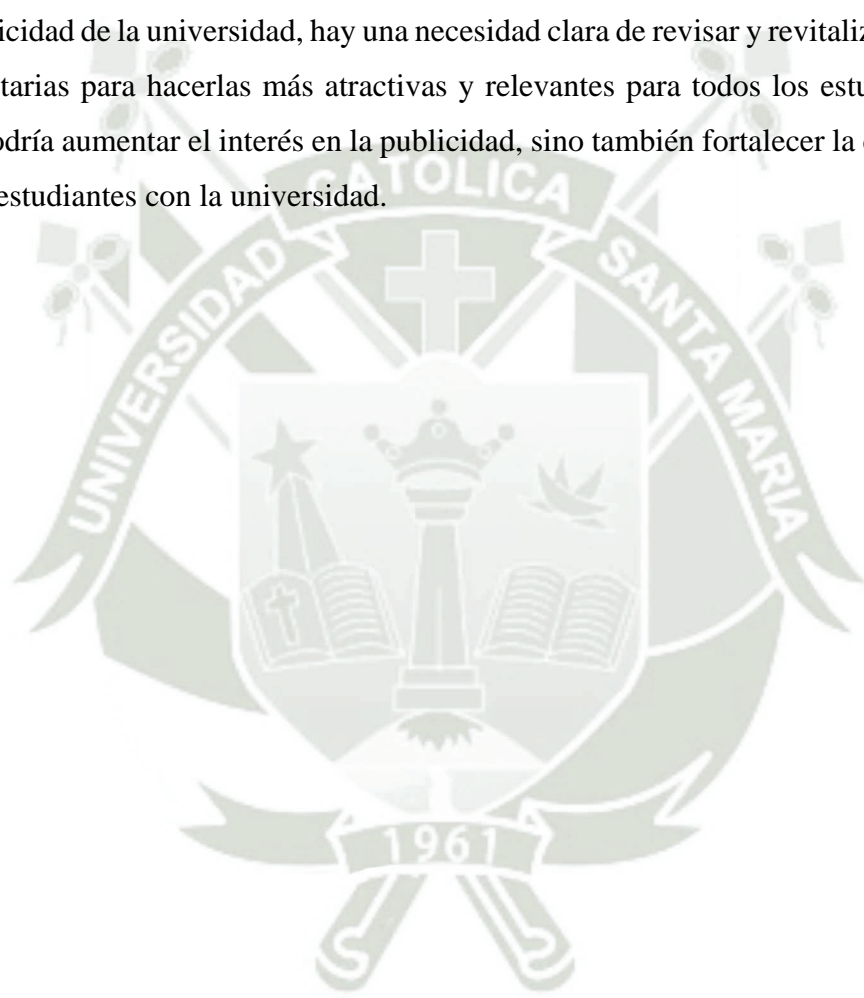 icidad de la universidad, hay una necesidad clara de revisar y revitaliz
tarias para hacerlas más atractivas y relevantes para todos los estu
odría aumentar el interés en la publicidad, sino también fortalecer la
estudiantes con la universidad.
CATOLICA
UNIVERSIDAD
SANTA MARIA
1961